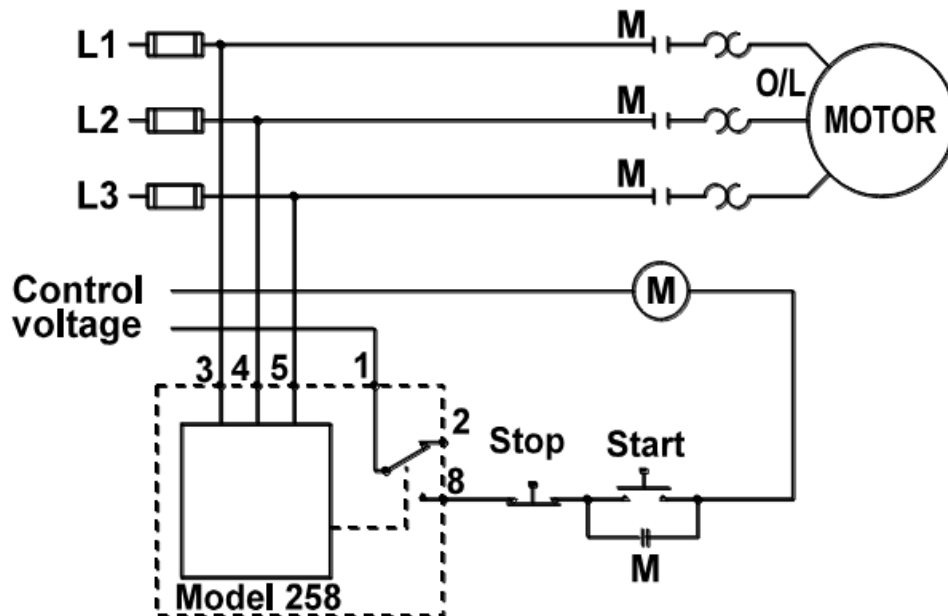 L1
M
O/L
L2
M
MOTOR
L3
M
Control
voltage
M
3 4 5 1
2
Stop
Start
8
M
Model 258